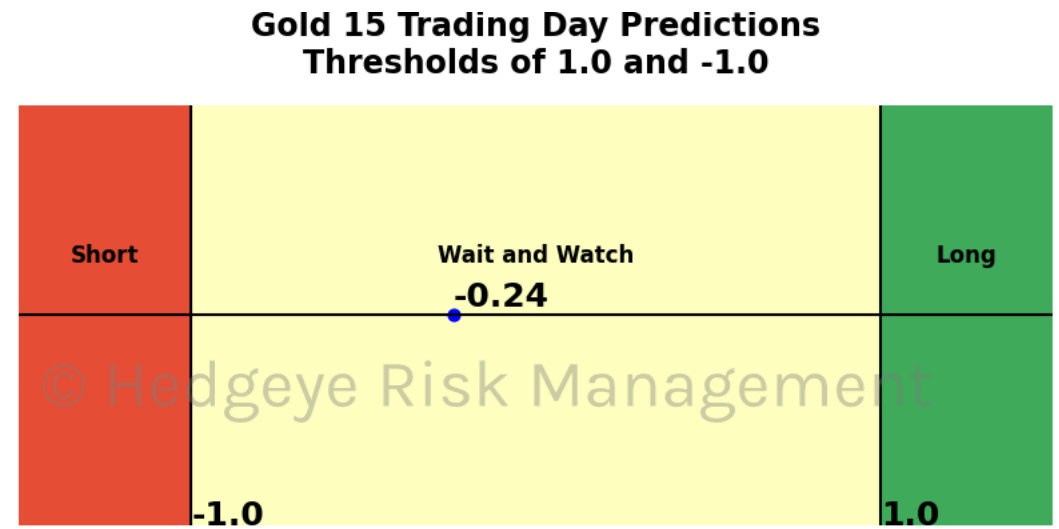 Gold 15 Trading Day Predictions
Thresholds of 1.0 and -1.0
Short
Wait and Watch
Long
-0.24
© Hedgeye Risk Management
-1.0
1.0